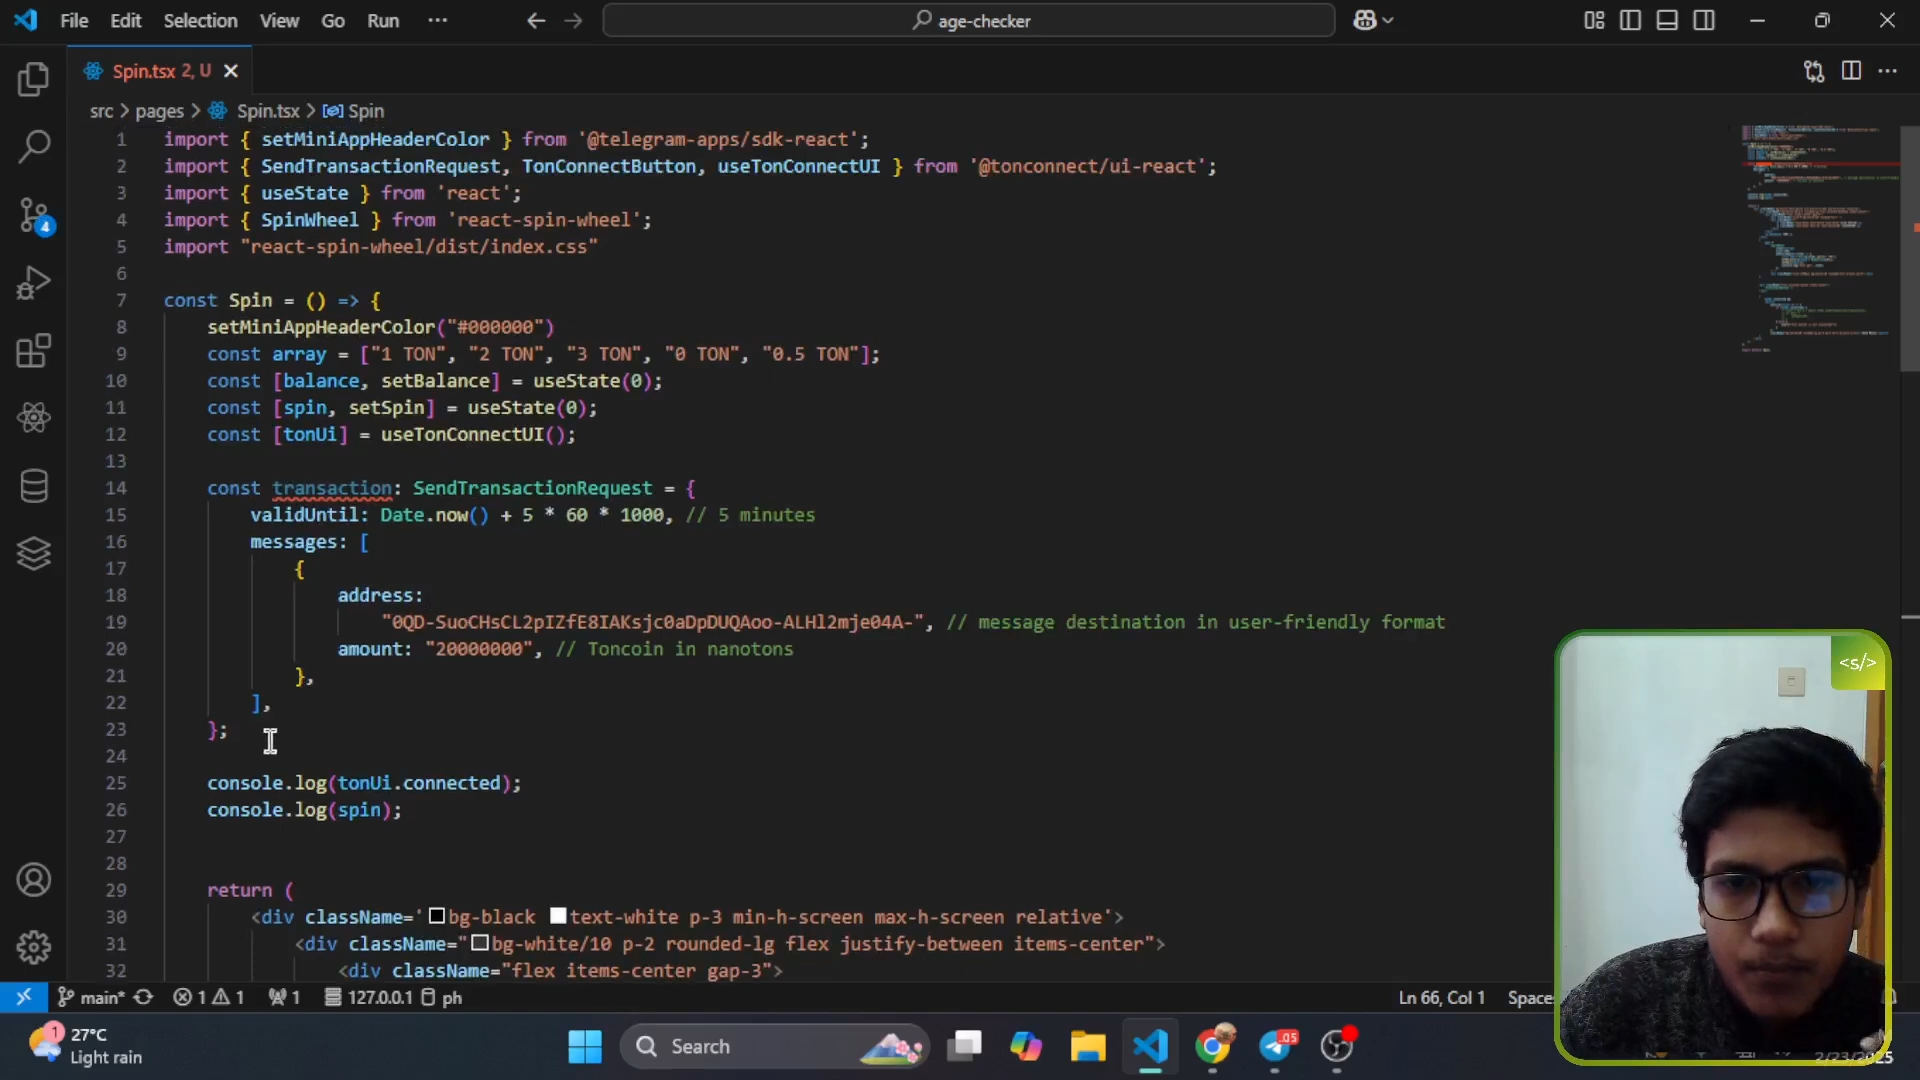 File Edit Selection View Go Run ··· age-checker
Spin.tsx 2, U
src > pages > Spin.tsx > Spin
4
1 import { setMiniAppHeaderColor } from '@telegram-apps/sdk-react';
2 import { SendTransactionRequest, TonConnectButton, useTonConnectUI } from '@tonconnect/ui-react';
3 import { useState } from 'react';
4 import { SpinWheel } from 'react-spin-wheel';
5 import "react-spin-wheel/dist/index.css"
6
7 const Spin = () => {
8 setMiniAppHeaderColor("#000000")
9 const array = ["1 TON", "2 TON", "3 TON", "0 TON", "0.5 TON"];
10 const [balance, setBalance] = useState(0);
11 const [spin, setSpin] = useState(0);
12 const [tonUi] = useTonConnectUI();
13
14 const transaction: SendTransactionRequest = {
15 validUntil: Date.now() + 5 * 60 * 1000, // 5 minutes
16 messages: [
17 {
18 address:
19 "0QD-SuoCHsCL2pIZfE8IAKsjc0aDpDUQAoo-ALHl2mje04A-", // message destination in user-friendly format
20 amount: "20000000", // Toncoin in nanotons
21 },
22 ],
23 };
24
25 console.log(tonUi.connected);
26 console.log(spin);
27
28
29 return (
30 <div className='bg-black text-white p-3 min-h-screen max-h-screen relative'>
31 <div className="bg-white/10 p-2 rounded-lg flex justify-between items-center">
32 <div className="flex items-center gap-3">
<s/>
main* 1 1 1 127.0.0.1 ph Ln 66, Col 1
1
27°C
Light rain
Search
.05
2/23/2025